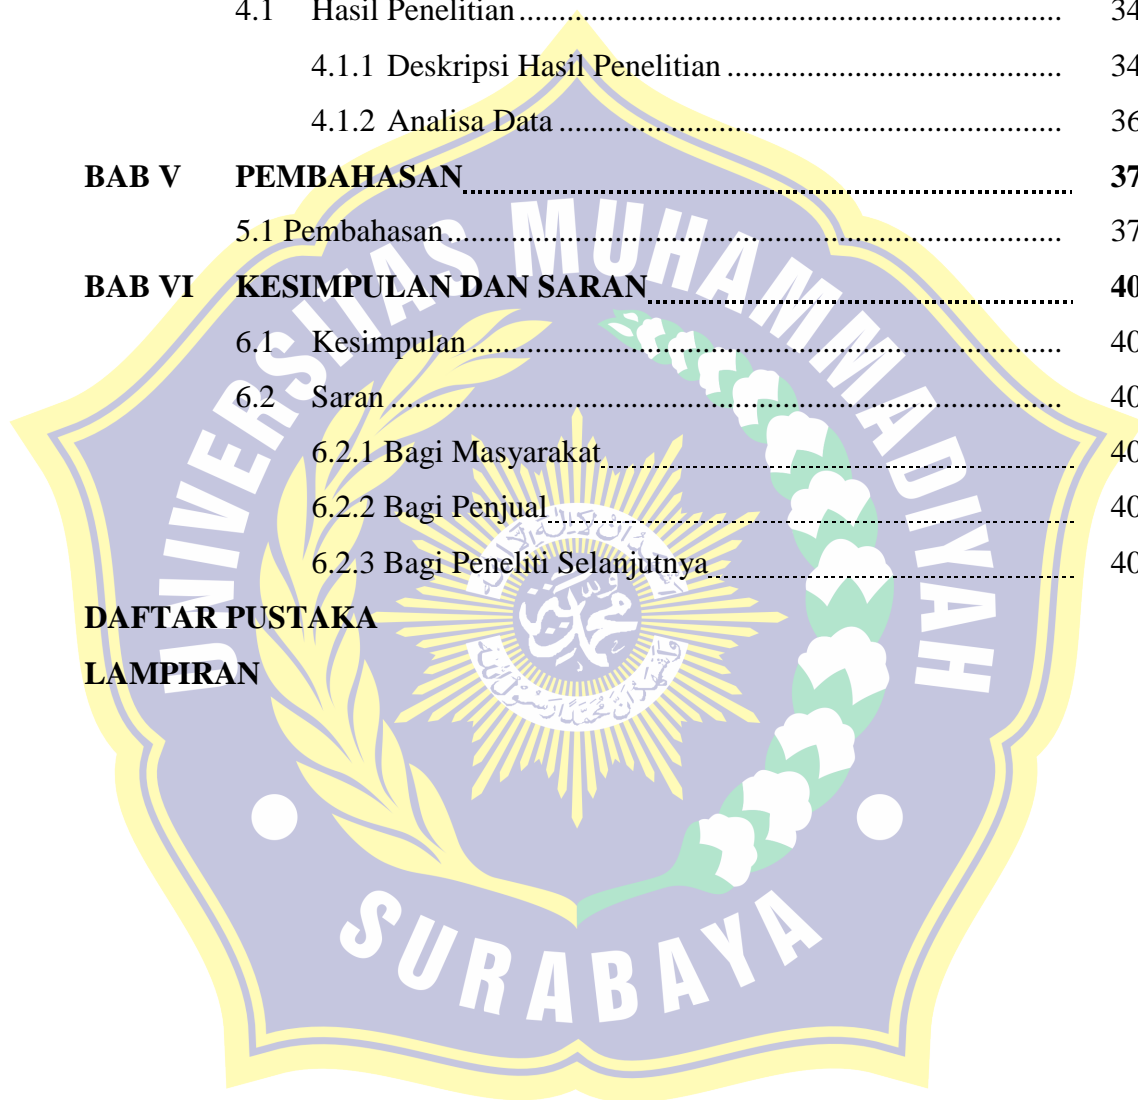 4.1 Hasil Penelitian ........ 34
4.1.1 Deskripsi Hasil Penelitian ........ 34
4.1.2 Analisa Data ........ 36
BAB V PEMBAHASAN ........ 37
5.1 Pembahasan ........ 37
BAB VI KESIMPULAN DAN SARAN ........ 40
6.1 Kesimpulan ........ 40
6.2 Saran ........ 40
6.2.1 Bagi Masyarakat ........ 40
6.2.2 Bagi Penjual ........ 40
6.2.3 Bagi Peneliti Selanjutnya ........ 40
DAFTAR PUSTAKA
LAMPIRAN
UNIVERSITAS MUHAMMADIYAH
SURABAYA